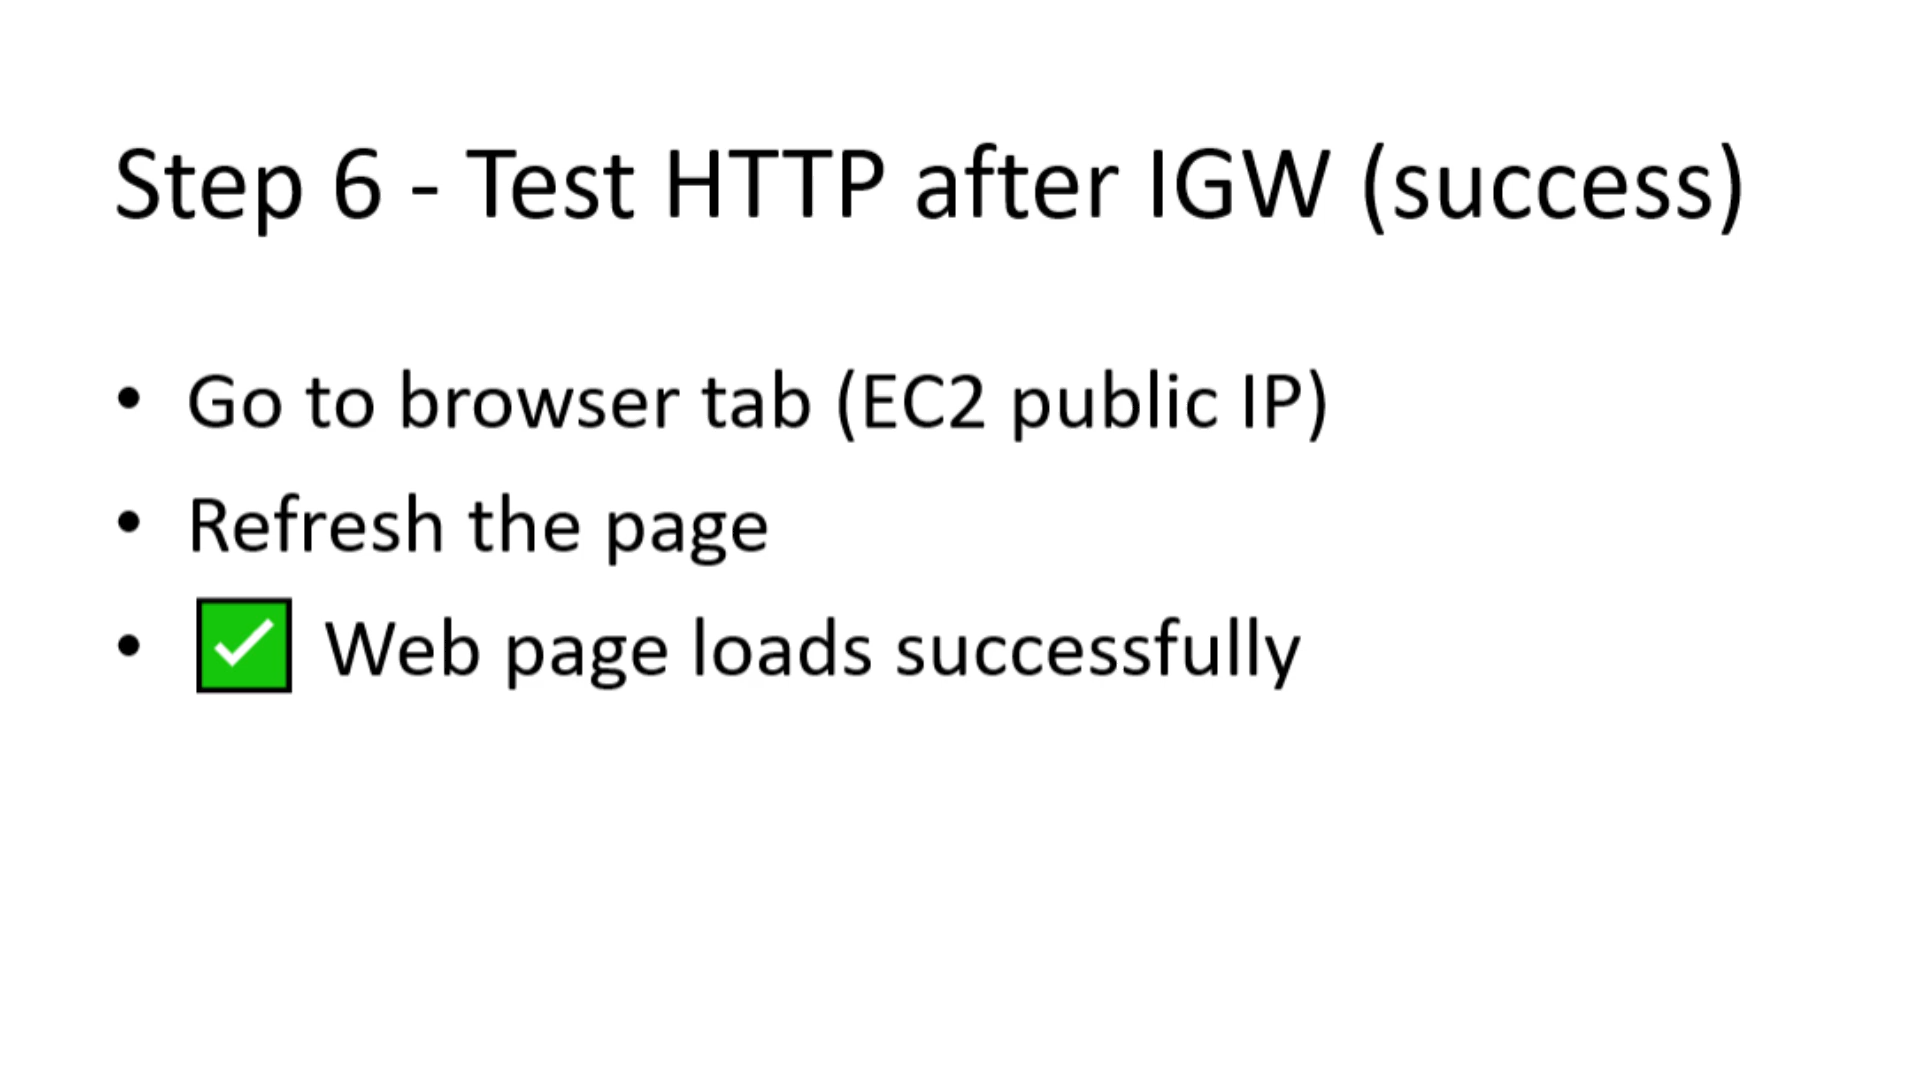 Step 6 - Test HTTP after IGW (success)
• Go to browser tab (EC2 public IP)
• Refresh the page
• ✅ Web page loads successfully